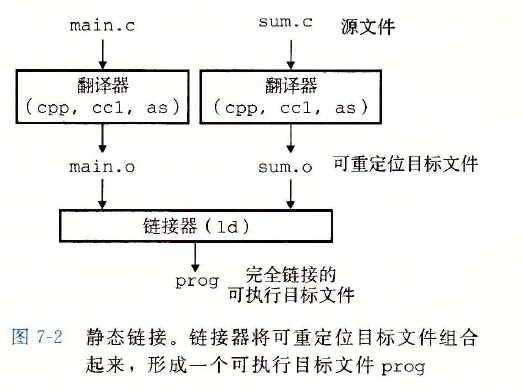 main.c
sum.c
源文件
翻译器
(cpp, cc1, as)
翻译器
(cpp, cc1, as)
main.o
sum.o
可重定位目标文件
链接器(ld)
prog
完全链接的
可执行目标文件
图 7-2 静态链接。链接器将可重定位目标文件组合
起来，形成一个可执行目标文件 prog